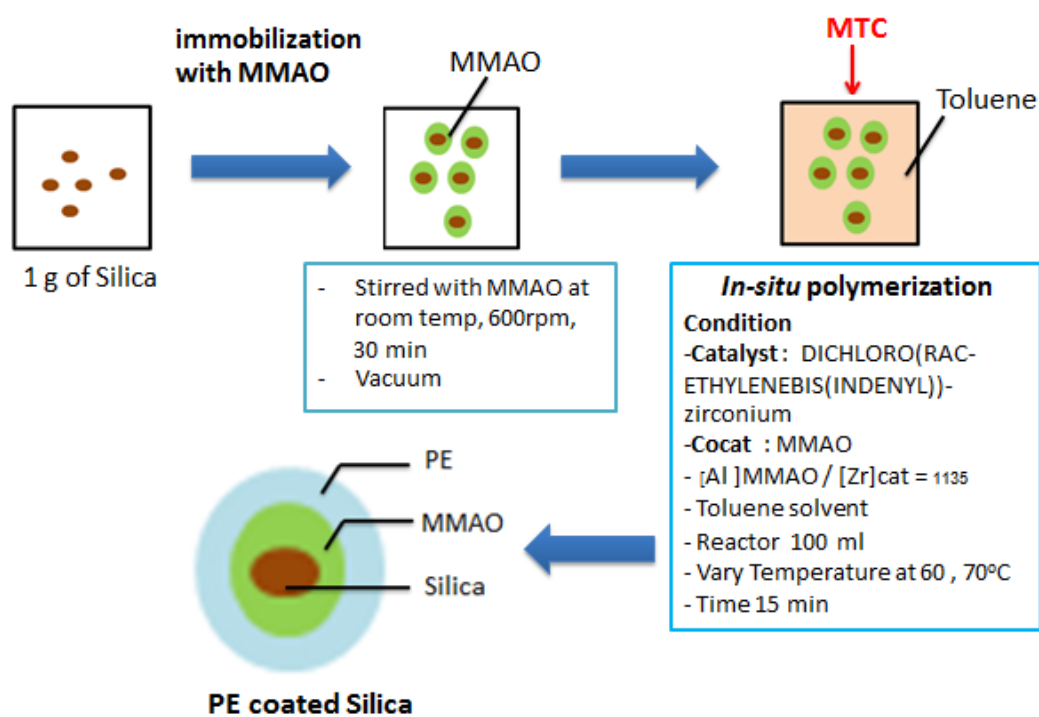 immobilization
with MMAO
MMAO
MTC
Toluene
1 g of Silica
- Stirred with MMAO at
room temp, 600rpm,
30 min
- Vacuum
In-situ polymerization
Condition
-Catalyst : DICHLORO(RAC-
ETHYLENEBIS(INDENYL))-
zirconium
-Cocat : MMAO
- [Al ]MMAO / [Zr]cat = 1135
- Toluene solvent
- Reactor 100 ml
- Vary Temperature at 60 , 70°C
- Time 15 min
PE
MMAO
Silica
PE coated Silica